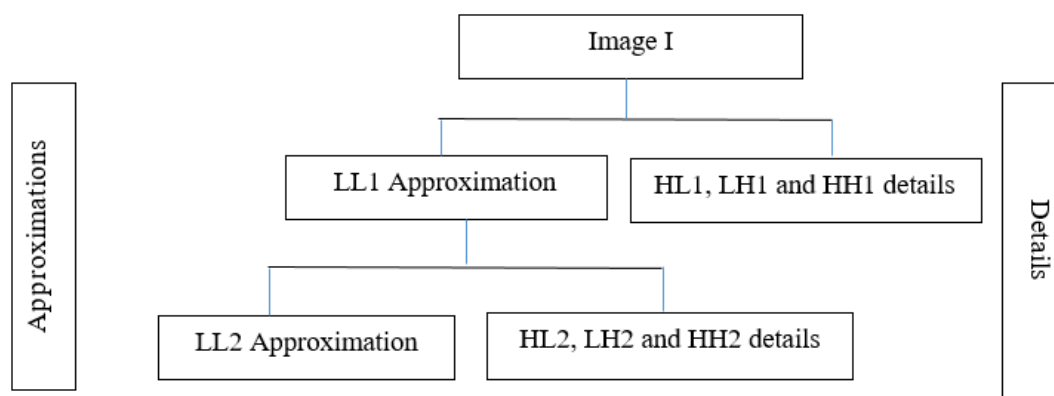 Image I
Approximations
Details
LL1 Approximation
HL1, LH1 and HH1 details
LL2 Approximation
HL2, LH2 and HH2 details